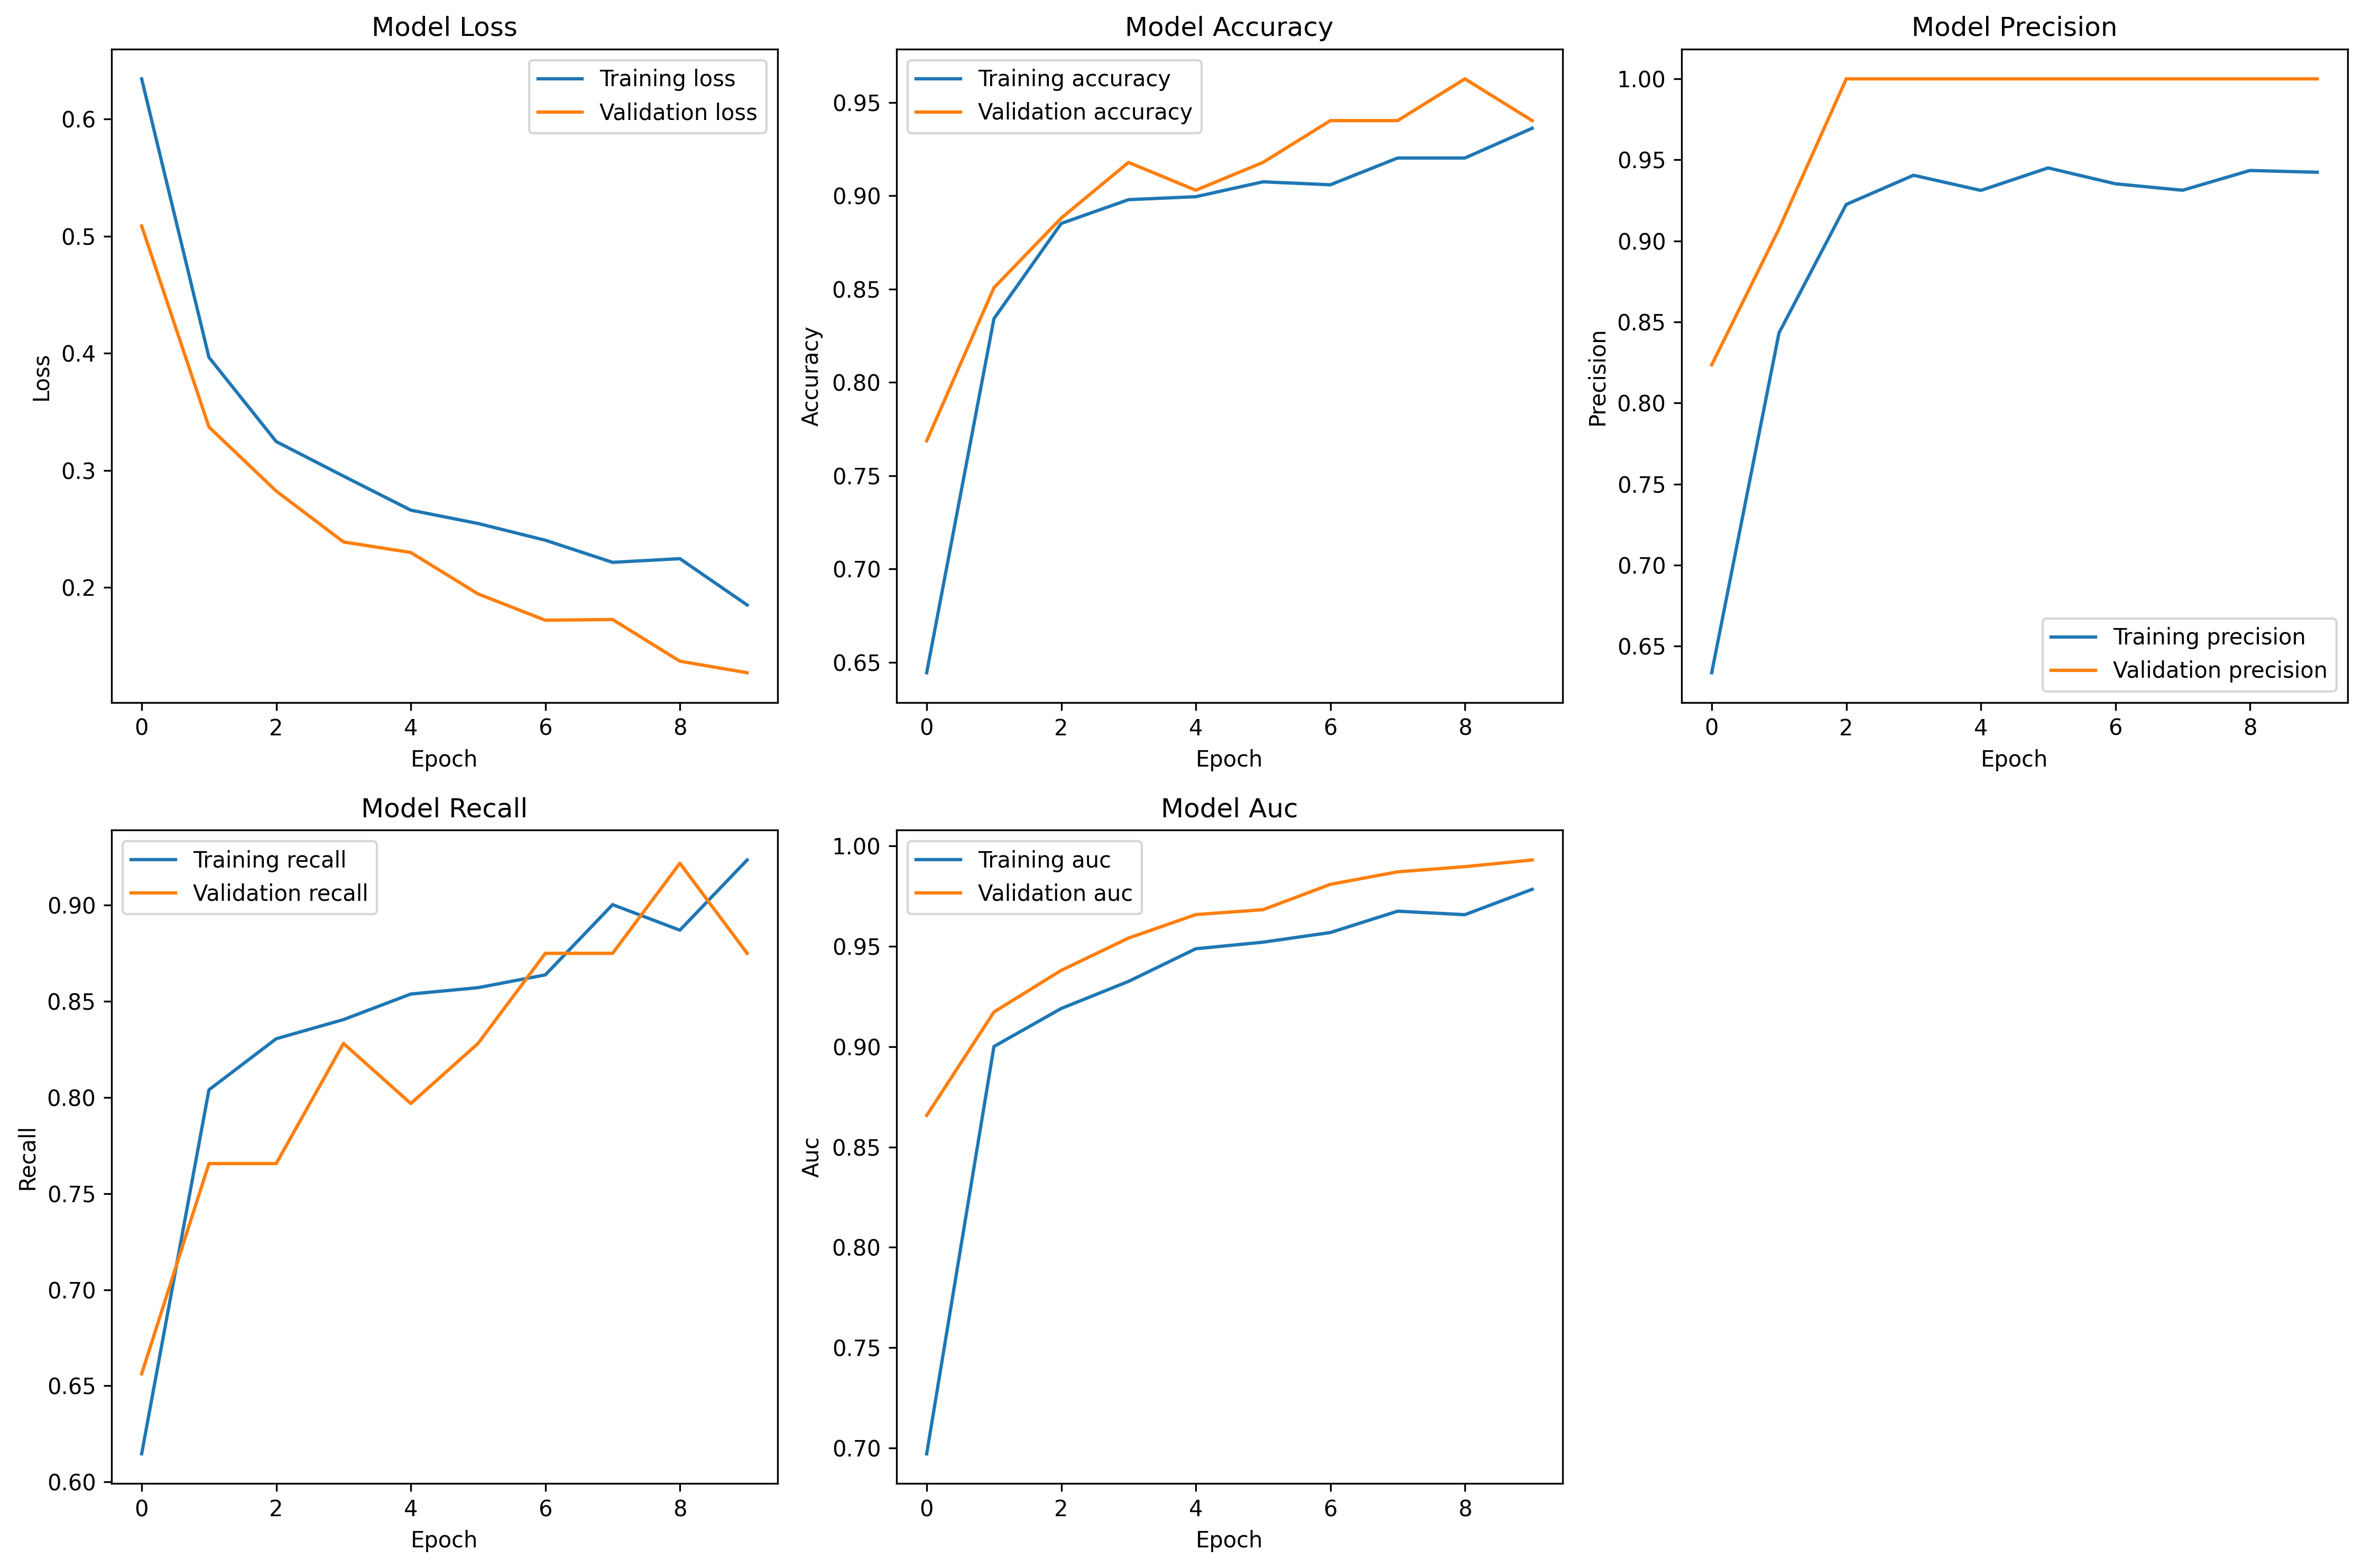 Model Loss
Training loss
Validation loss
0.6
0.5
0.4
0.3
0.2
Loss
0 2 4 6 8
Epoch
Model Accuracy
Training accuracy
Validation accuracy
0.95
0.90
0.85
0.80
0.75
0.70
0.65
Accuracy
0 2 4 6 8
Epoch
Model Precision
1.00
0.95
0.90
0.85
0.80
0.75
0.70
0.65
Precision
Training precision
Validation precision
0 2 4 6 8
Epoch
Model Recall
Training recall
Validation recall
0.90
0.85
0.80
0.75
0.70
0.65
0.60
Recall
0 2 4 6 8
Epoch
Model Auc
Training auc
Validation auc
1.00
0.95
0.90
0.85
0.80
0.75
0.70
Auc
0 2 4 6 8
Epoch